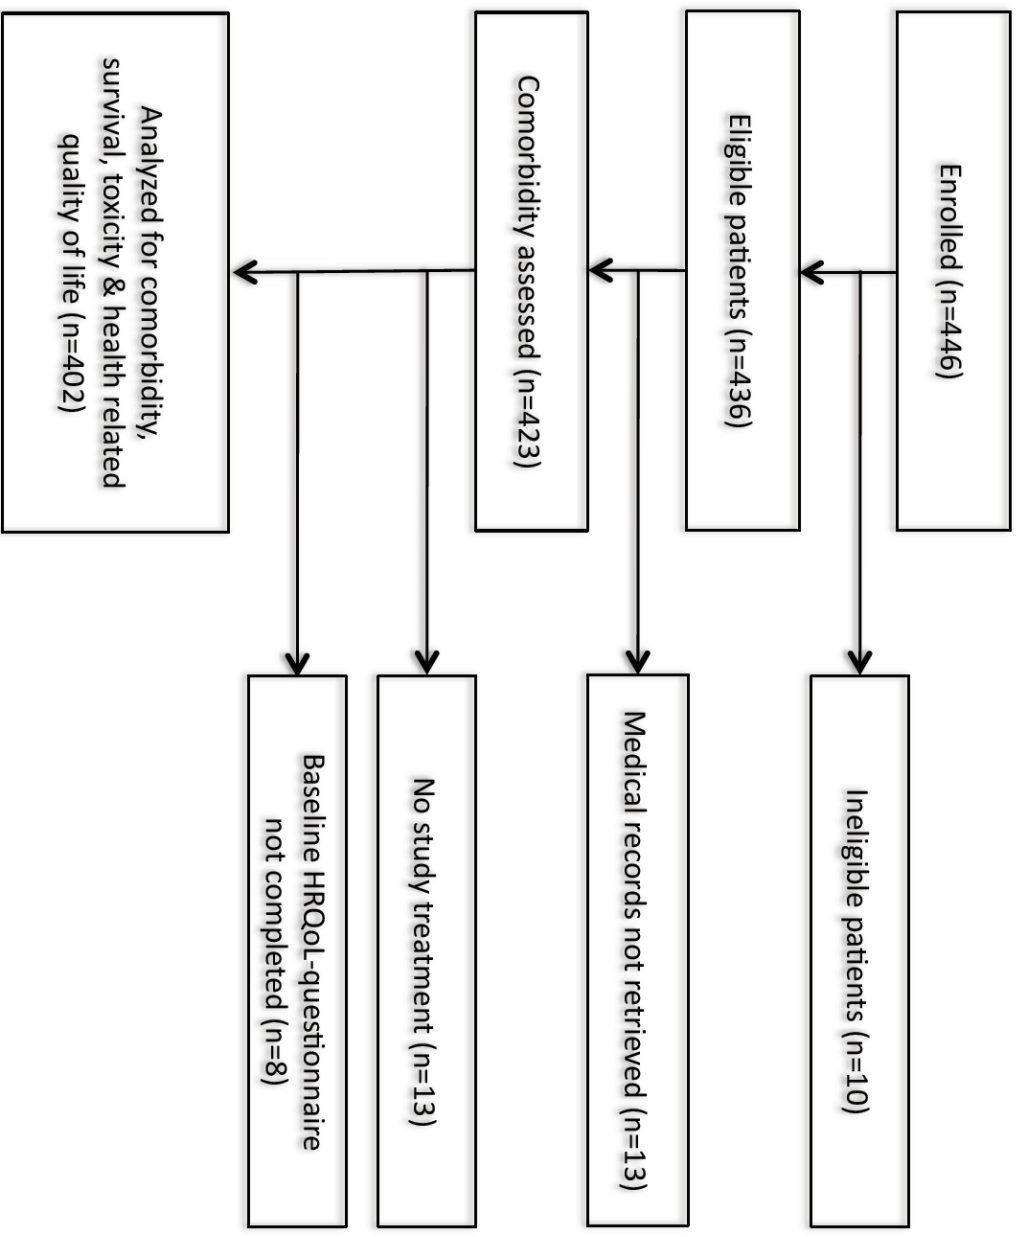 Enrolled (n=446)
Ineligible patients (n=10)
Eligible patients (n=436)
Medical records not retrieved (n=13)
Comorbidity assessed (n=423)
No study treatment (n=13)
Baseline HRQoL-questionnaire
not completed (n=8)
Analyzed for comorbidity,
survival, toxicity & health related
quality of life (n=402)